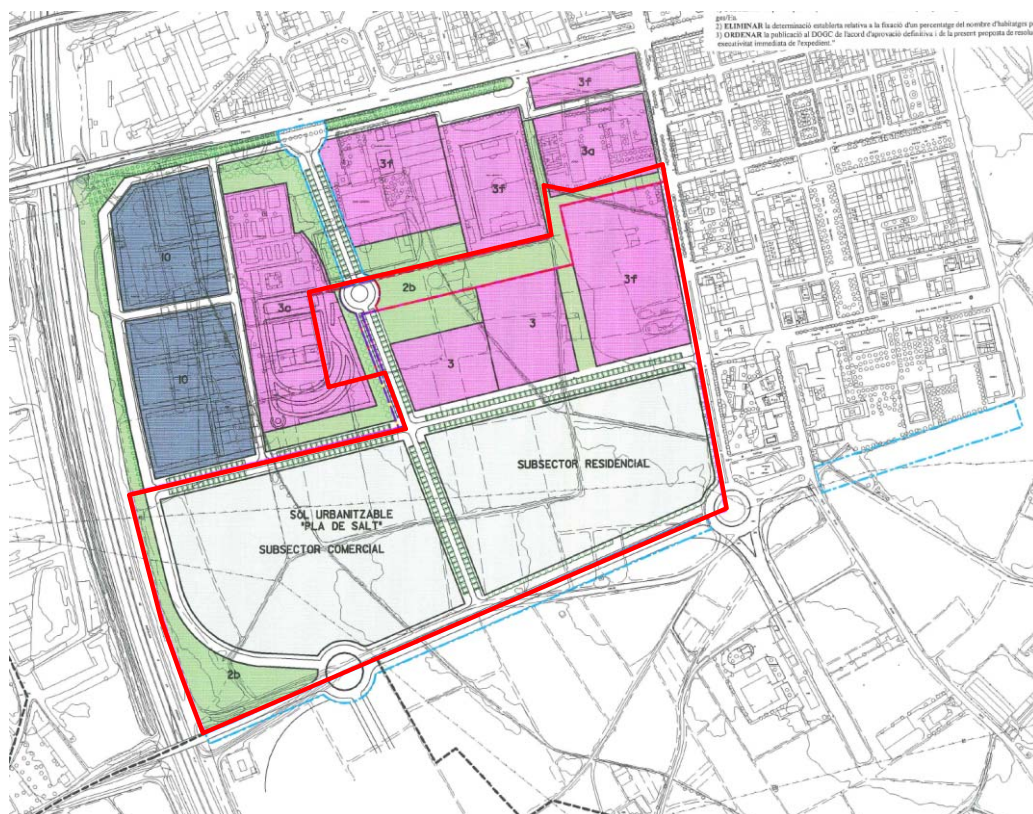 ges/Ha.
2) ELIMINAR la determinació establerta relativa a la fixació d'un percentatge del nombre d'habitatges p
3) ORDENAR la publicació al DOGC de l'acord d'aprovació definitiva i de la present proposta de resolu
executivitat immediata de l'expedient."
3f
3f
3a
3f
10
2b
3a
3f
3
10
3
SUBSECTOR RESIDENCIAL
SÒL URBANITZABLE
"PLA DE SALT"
SUBSECTOR COMERCIAL
2b